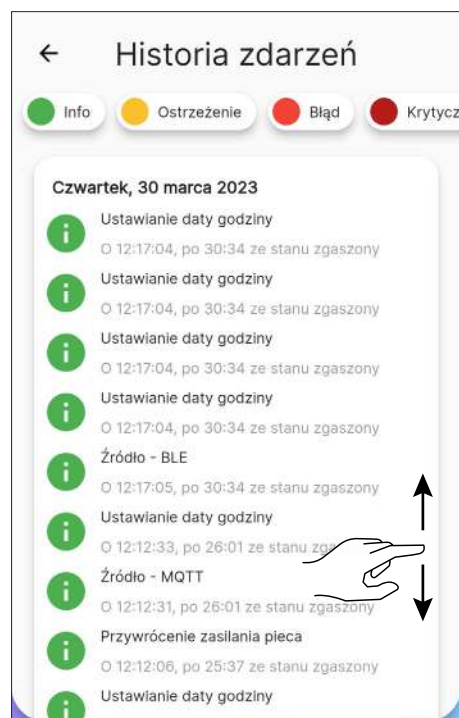 Historia zdarzeń
Info Ostrzeżenie Błąd Krytycz
Czwartek, 30 marca 2023
Ustawianie daty godziny
O 12:17:04, po 30:34 ze stanu zgaszony
Ustawianie daty godziny
O 12:17:04, po 30:34 ze stanu zgaszony
Ustawianie daty godziny
O 12:17:04, po 30:34 ze stanu zgaszony
Ustawianie daty godziny
O 12:17:04, po 30:34 ze stanu zgaszony
Źródło - BLE
O 12:17:05, po 30:34 ze stanu zgaszony
Ustawianie daty godziny
O 12:12:33, po 26:01 ze stanu zga
Źródło - MQTT
O 12:12:31, po 26:01 ze stanu zgaszony
Przywrócenie zasilania pieca
O 12:12:06, po 25:37 ze stanu zgaszony
Ustawianie daty godziny